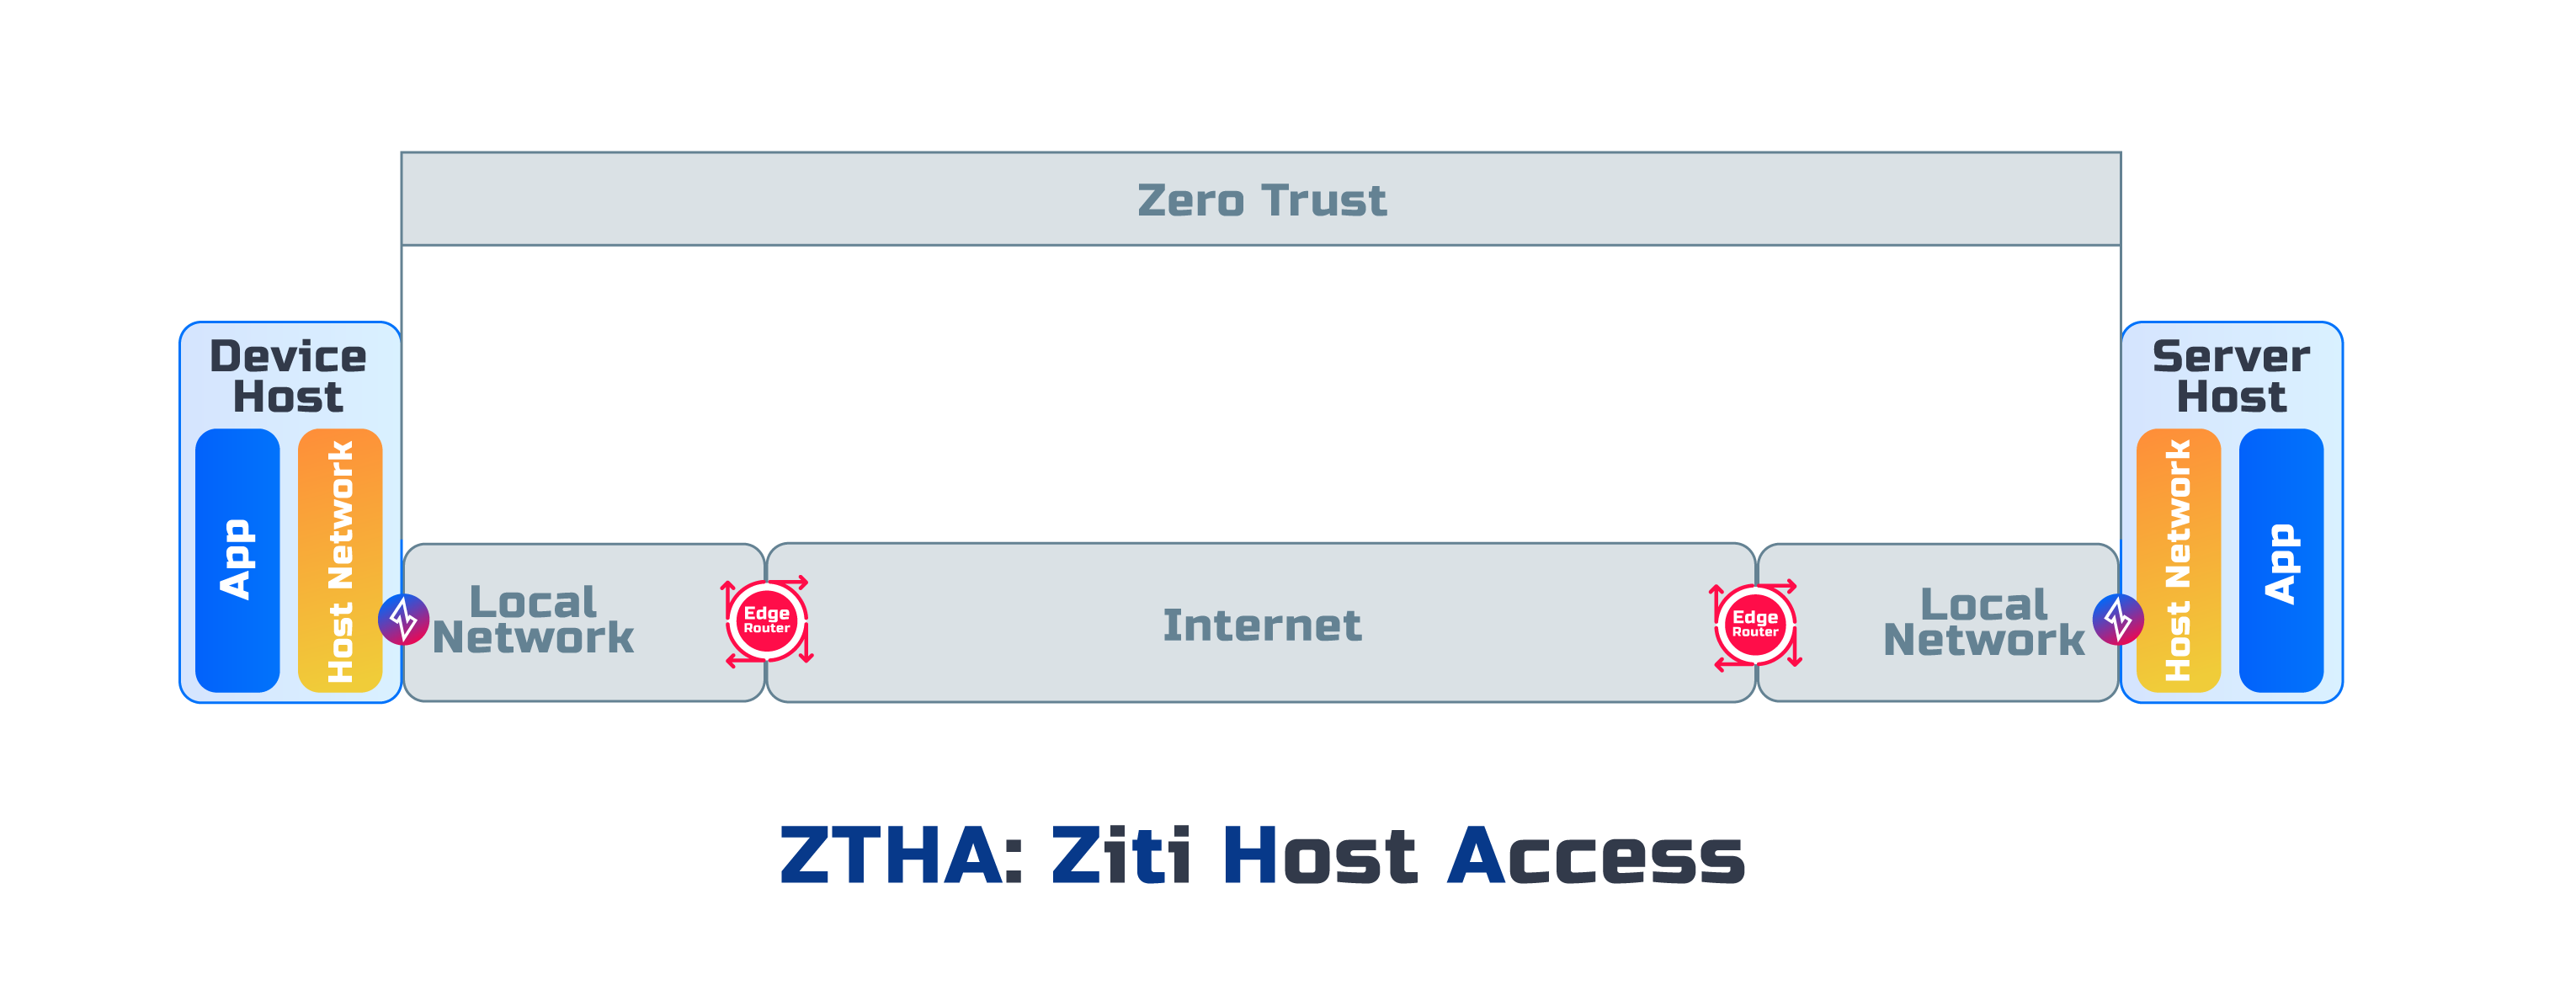 Zero Trust
Device
Host
App
Host Network
Local
Network
Edge
Router
Internet
Edge
Router
Local
Network
Server
Host
Host Network
App
ZTHA: Ziti Host Access